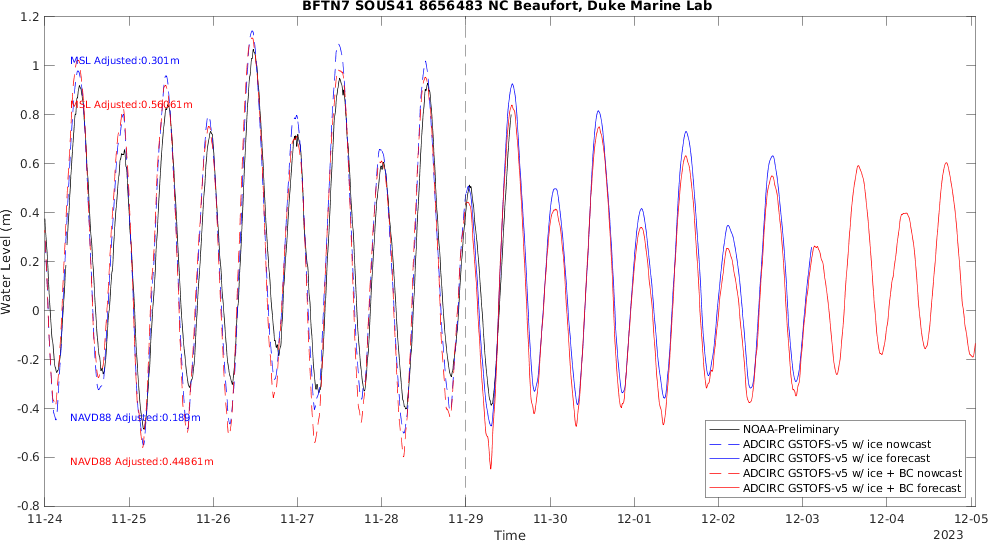 BFTN7 SOUS41 8656483 NC Beaufort, Duke Marine Lab
Water Level (m)
1.2
1
0.8
0.6
0.4
0.2
0
-0.2
-0.4
-0.6
-0.8
MSL Adjusted:0.301m
MSL Adjusted:0.56061m
NAVD88 Adjusted:0.189m
NAVD88 Adjusted:0.44861m
NOAA-Preliminary
ADCIRC GSTOFS-v5 w/ ice nowcast
ADCIRC GSTOFS-v5 w/ ice forecast
ADCIRC GSTOFS-v5 w/ ice + BC nowcast
ADCIRC GSTOFS-v5 w/ ice + BC forecast
11-24 11-25 11-26 11-27 11-28 11-29 11-30 12-01 12-02 12-03 12-04 12-05
Time
2023